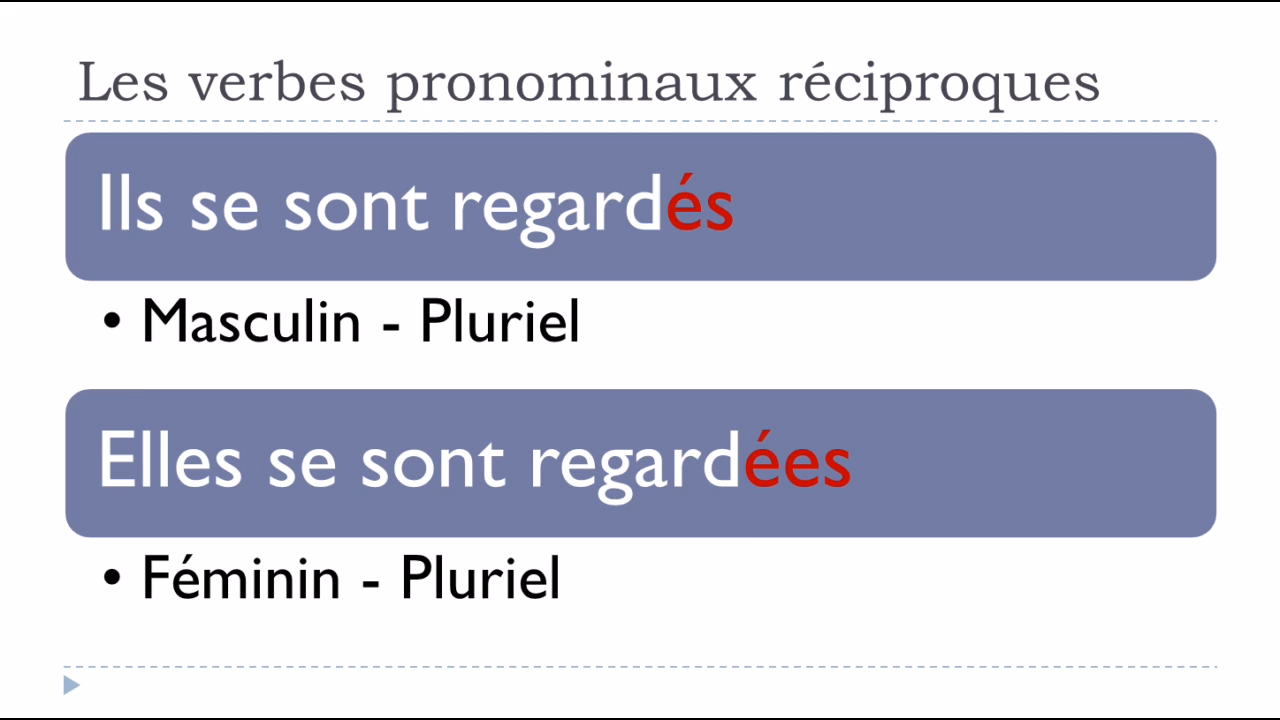 Les verbes pronominaux réciproques
Ils se sont regardés
• Masculin - Pluriel
Elles se sont regardées
• Féminin - Pluriel